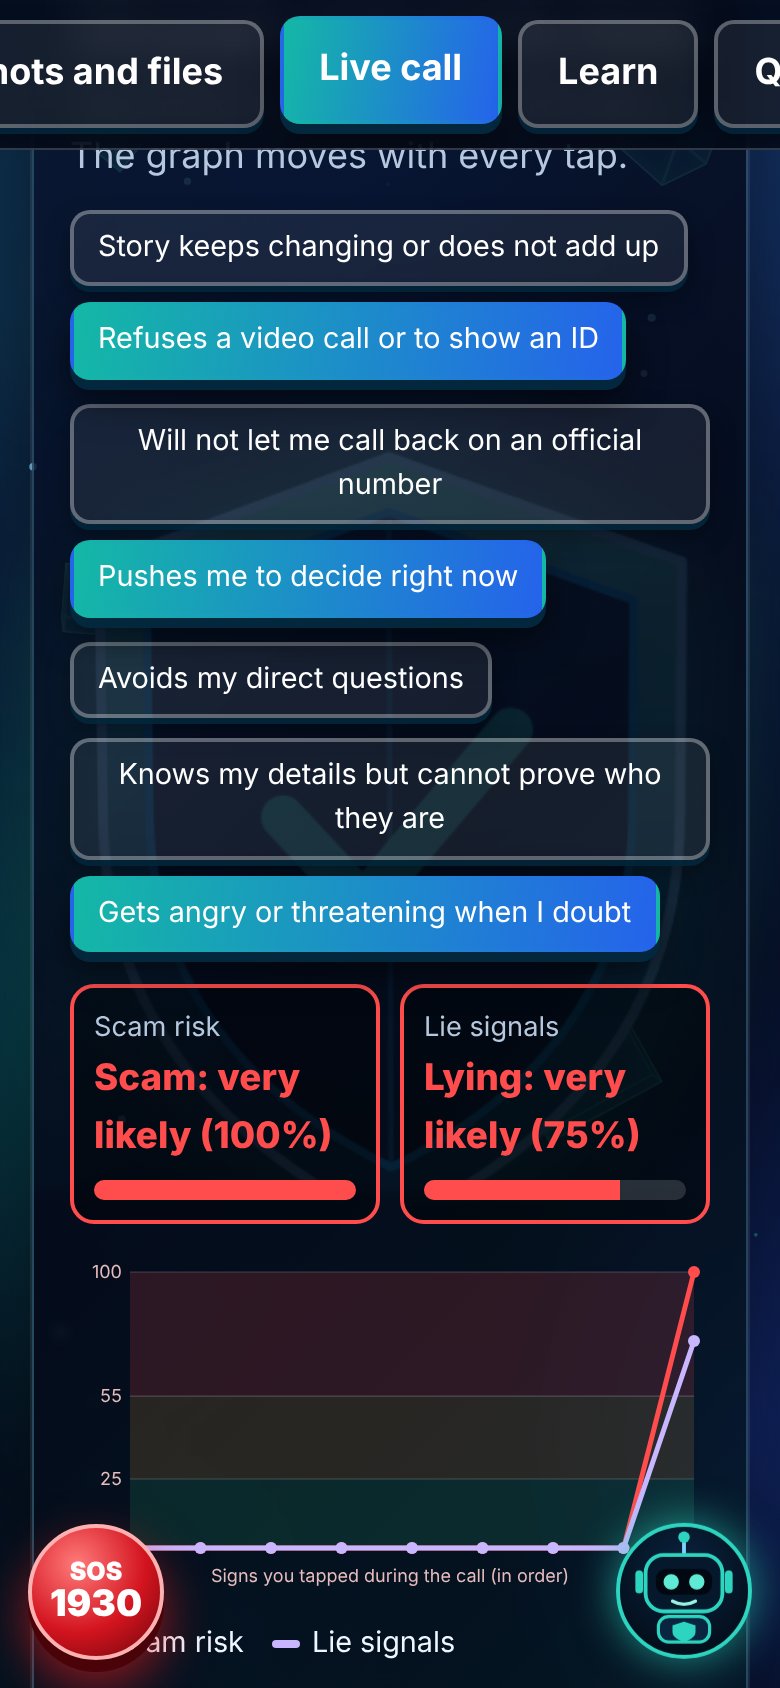 hots and files
Live call
Learn
Q
The graph moves with every tap.
Story keeps changing or does not add up
Refuses a video call or to show an ID
Will not let me call back on an official
number
Pushes me to decide right now
Avoids my direct questions
Knows my details but cannot prove who
they are
Gets angry or threatening when I doubt
Scam risk
Scam: very
likely (100%)
Lie signals
Lying: very
likely (75%)
100
55
25
Signs you tapped during the call (in order)
SOS
1930
am risk
Lie signals